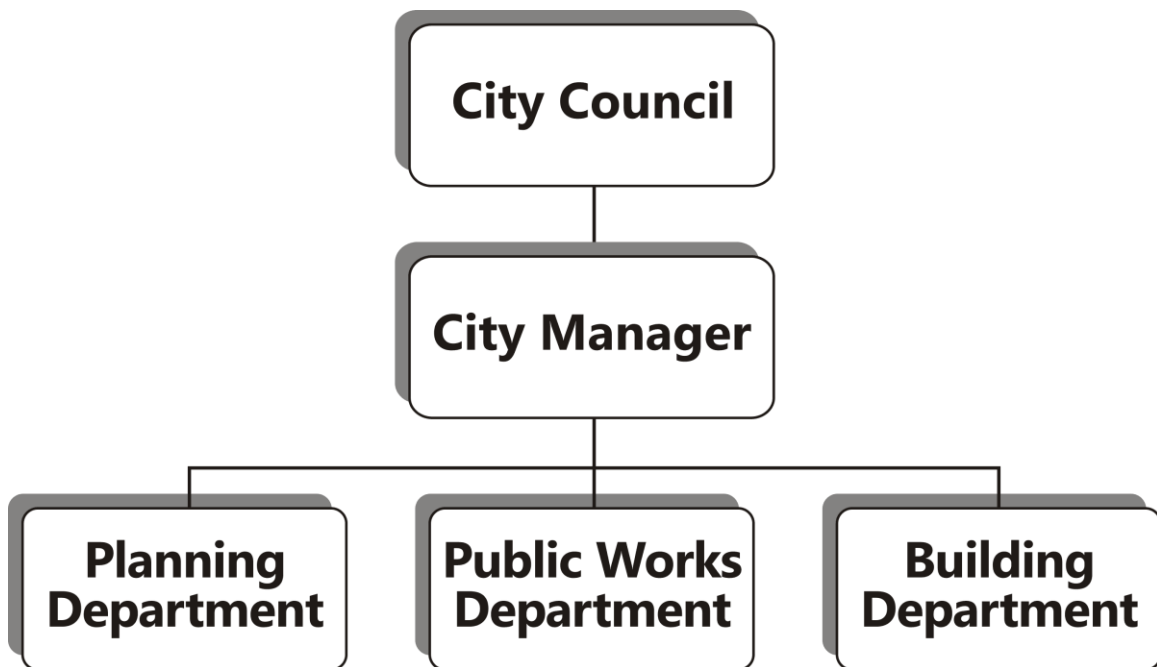 City Council
City Manager
Planning
Department
Public Works
Department
Building
Department